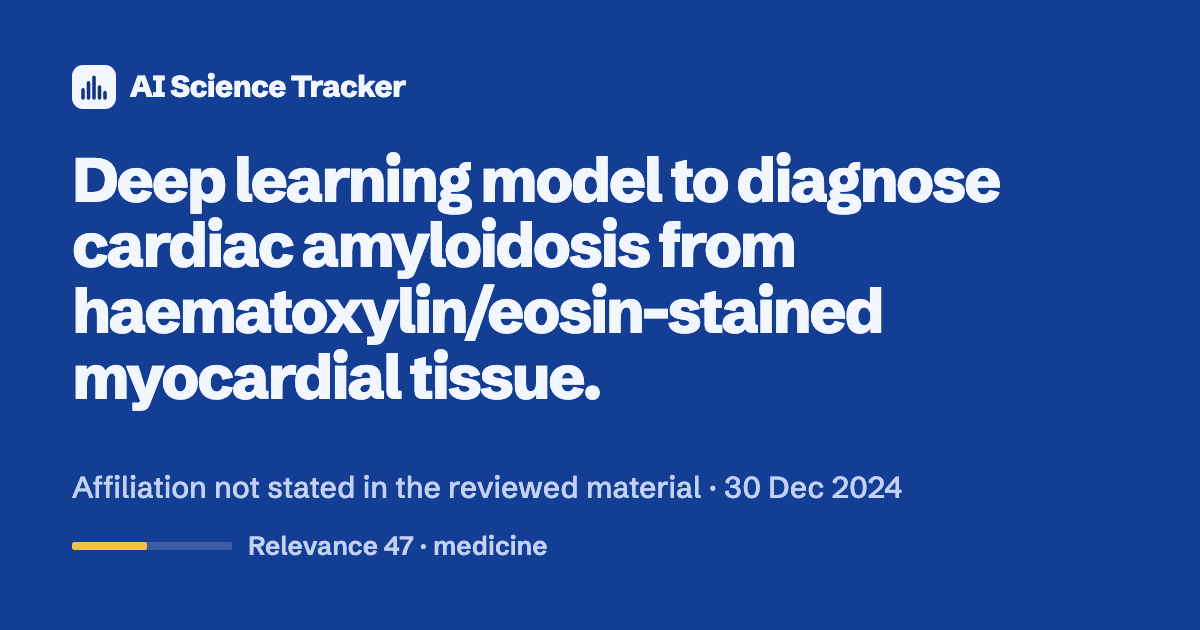 AI Science Tracker
Deep learning model to diagnose
cardiac amyloidosis from
haematoxylin/eosin-stained
myocardial tissue.
Affiliation not stated in the reviewed material · 30 Dec 2024
Relevance 47 · medicine